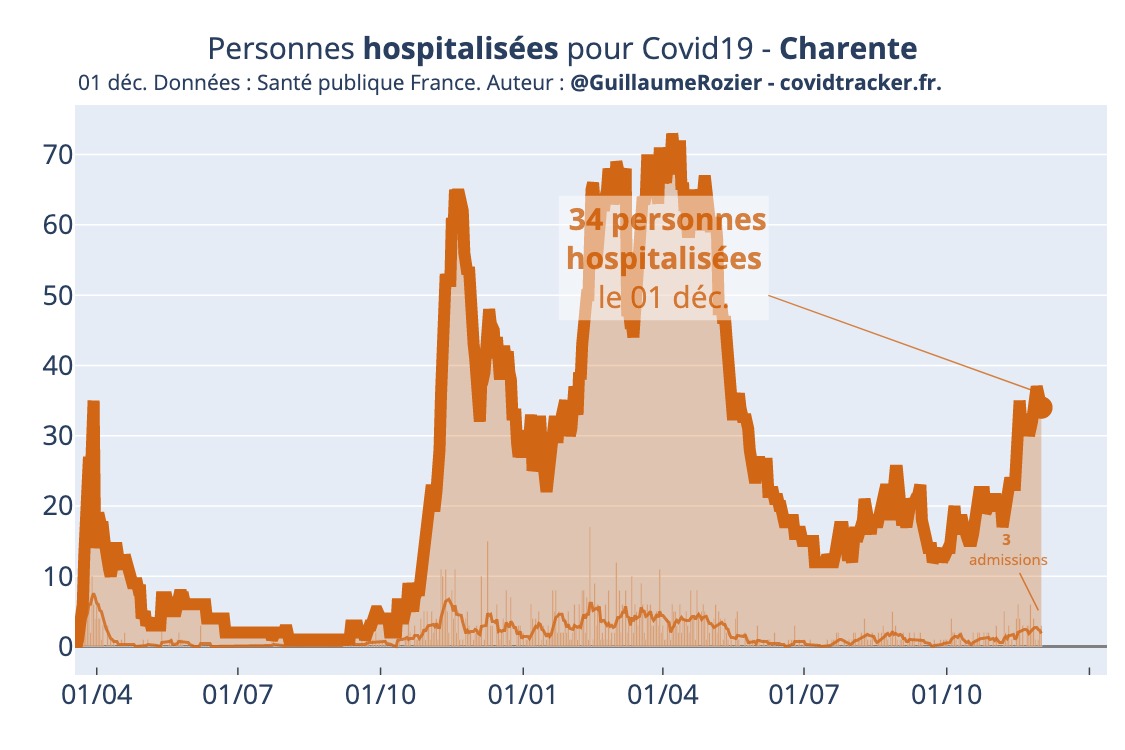 Personnes hospitalisées pour Covid19 - Charente
01 déc. Données : Santé publique France. Auteur : @GuillaumeRozier - covidtracker.fr.
70
60
50
40
30
20
10
0
34 personnes
hospitalisées
le 01 déc.
3
admissions
01/04
01/07
01/10
01/01
01/04
01/07
01/10